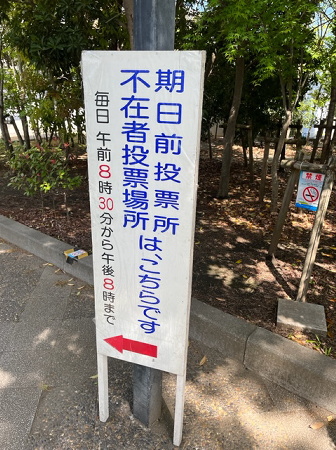 期日前投票所
不在者投票場所
は、こちらです
毎日 午前8時30分から午後8時まで
禁煙